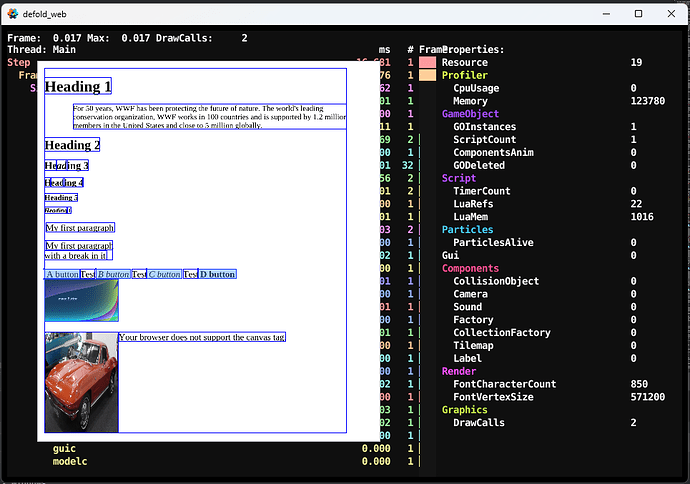 defold_web
Frame: 0.017 Max: 0.017 DrawCalls: 2
Thread: Main ms # Frame
Step 1
Fram 76 1
S 62 1
00 1
11 1
69 2
00 1
01 32
56 2
01 2
00 1
01 1
03 2
00 1
02 1
00 1
01 1
00 1
01 1
00 1
01 1
00 1
00 1
00 1
02 1
00 1
03 1
02 1
00 1
guic 0.000 1
modelc 0.000 1
Heading 1
For 50 years, WWF has been protecting the future of nature. The world's leading
conservation organization, WWF works in 100 countries and is supported by 1.2 million
members in the United States and close to 5 million globally.
Heading 2
Heading 3
Heading 4
Heading 5
Heading 6
My first paragraph
My first paragraph
with a break in it
A button Test B button Test C button Test D button
Your browser does not support the canvas tag
Properties:
Resource 19
Profiler
CpuUsage 0
Memory 123780
GameObject
GOInstances 1
ScriptCount 1
ComponentsAnim 0
GODeleted 0
Script
TimerCount 0
LuaRefs 22
LuaMem 1016
Particles
ParticlesAlive 0
Gui 0
Components
CollisionObject 0
Camera 0
Sound 0
Factory 0
CollectionFactory 0
Tilemap 0
Label 0
Render
FontCharacterCount 850
FontVertexSize 571200
Graphics
DrawCalls 2